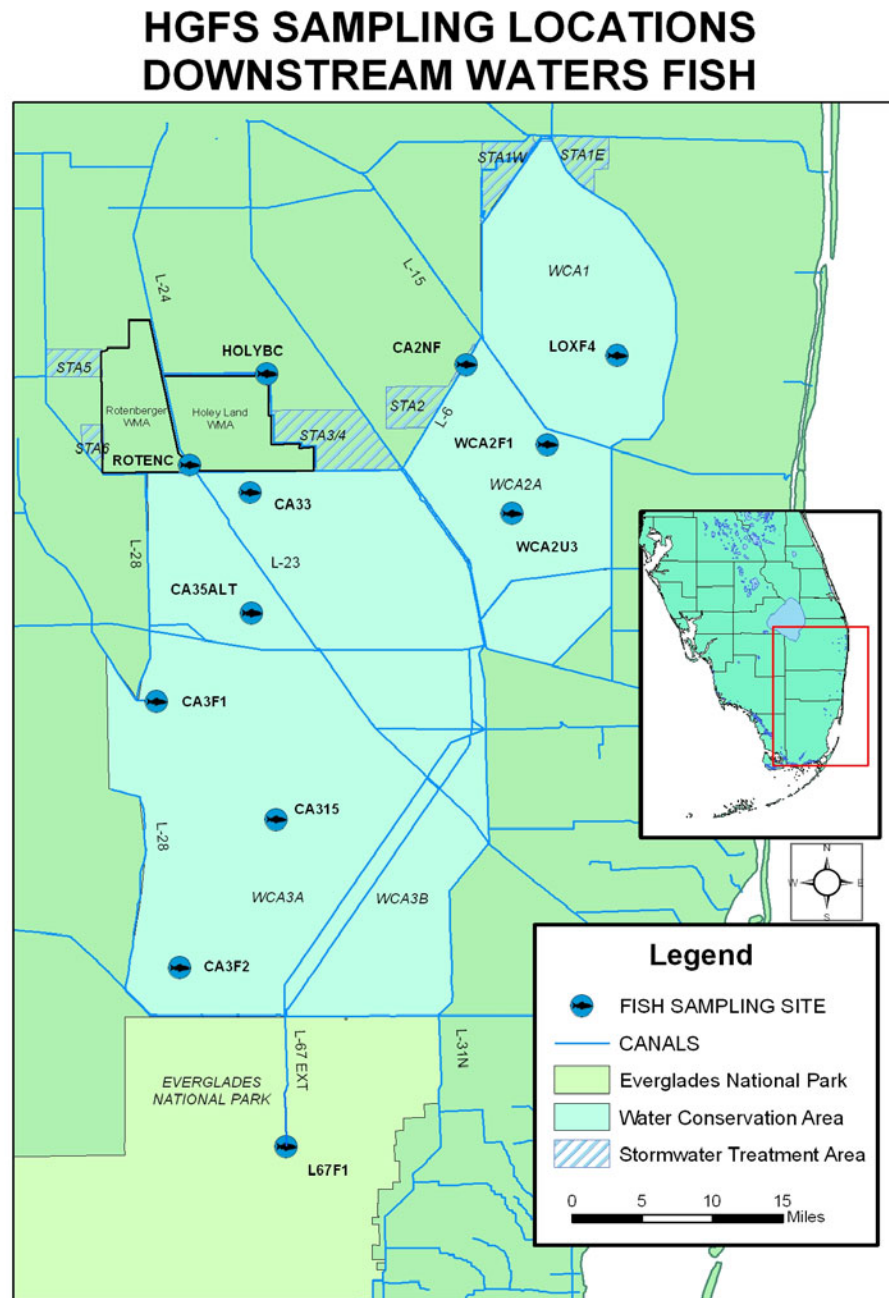 HGFS SAMPLING LOCATIONS
DOWNSTREAM WATERS FISH
STA1W
STA1E
WCA1
L-15
L-24
HOLYBC
CA2NF
LOXF4
STA5
STA2
L-6
Rotenberger
WMA
Holey Land
WMA
STA3/4
STA6
WCA2F1
ROTENC
WCA2A
CA33
WCA2U3
L-28
L-23
CA35ALT
CA3F1
CA315
L-28
WCA3A
WCA3B
N
W
E
S
CA3F2
L-67 EXT
L-31N
EVERGLADES
NATIONAL PARK
L67F1
Legend
FISH SAMPLING SITE
CANALS
Everglades National Park
Water Conservation Area
Stormwater Treatment Area
0 5 10 15
Miles